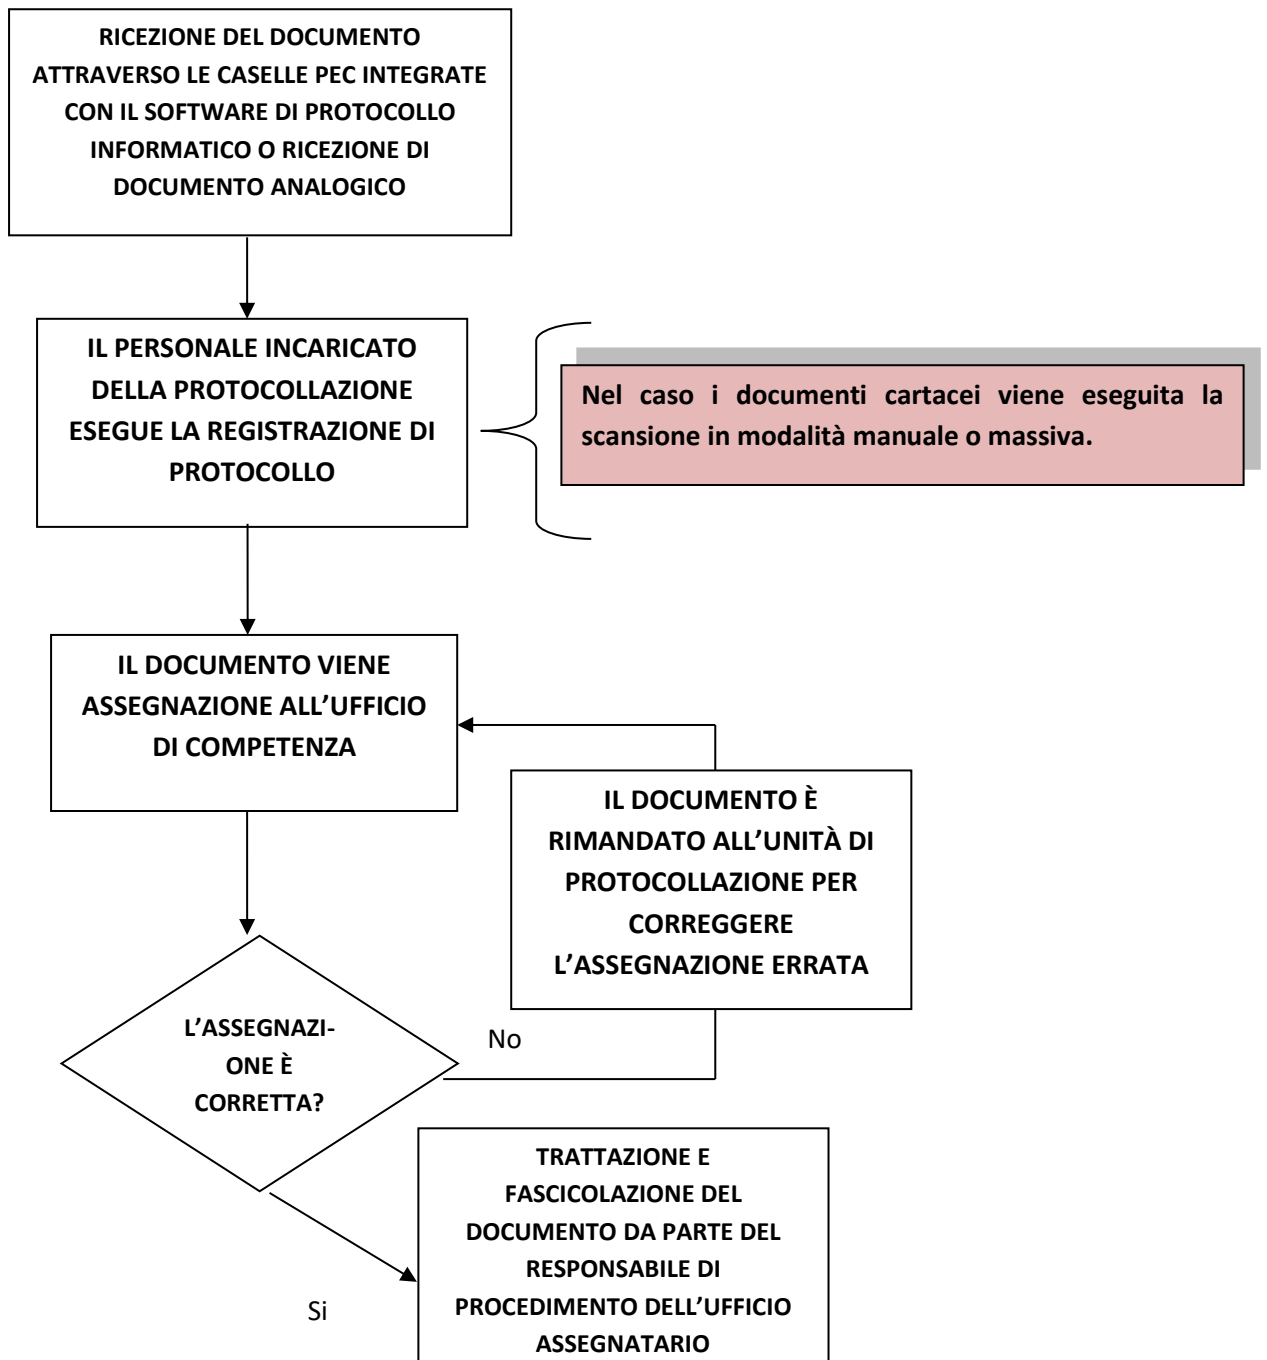 RICEZIONE DEL DOCUMENTO
ATTRAVERSO LE CASELLE PEC INTEGRATE
CON IL SOFTWARE DI PROTOCOLLO
INFORMATICO O RICEZIONE DI
DOCUMENTO ANALOGICO
IL PERSONALE INCARICATO
DELLA PROTOCOLLAZIONE
ESEGUE LA REGISTRAZIONE DI
PROTOCOLLO
Nel caso i documenti cartacei viene eseguita la
scansione in modalità manuale o massiva.
IL DOCUMENTO VIENE
ASSEGNAZIONE ALL’UFFICIO
DI COMPETENZA
IL DOCUMENTO È
RIMANDATO ALL’UNITÀ DI
PROTOCOLLAZIONE PER
CORREGGERE
L’ASSEGNAZIONE ERRATA
L’ASSEGNAZI-
ONE È
CORRETTA?
No
TRATTAZIONE E
FASCICOLAZIONE DEL
DOCUMENTO DA PARTE DEL
RESPONSABILE DI
PROCEDIMENTO DELL’UFFICIO
ASSEGNATARIO
Si